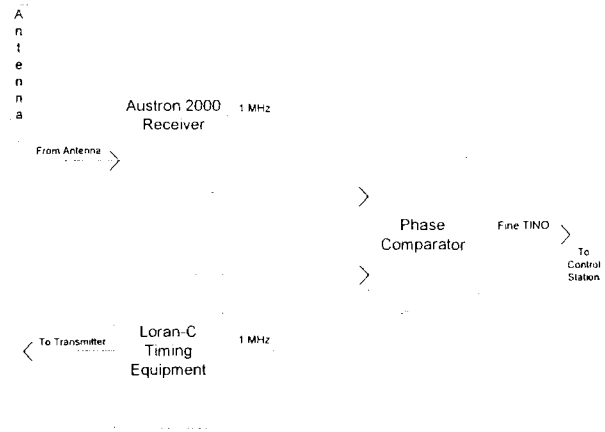 Antenna
Austron 2000
Receiver
1 MHz
From Antenna
Phase
Comparator
Fine TINO
To
Control
Station
Loran-C
Timing
Equipment
1 MHz
To Transmitter